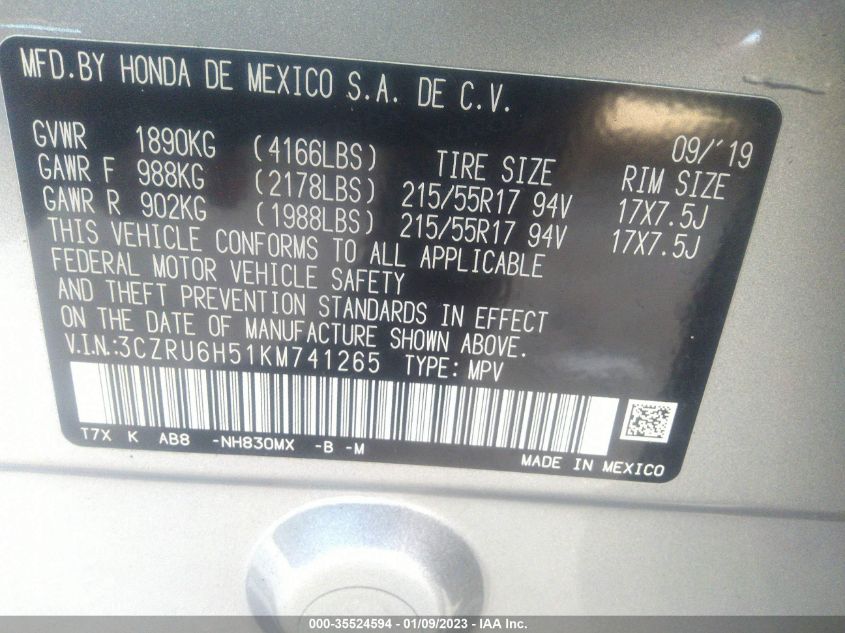 MFD.BY HONDA DE MEXICO S.A. DE C.V.
09/'19
GVWR 1890KG (4166LBS) TIRE SIZE RIM SIZE
GAWR F 988KG (2178LBS) 215/55R17 94V 17X7.5J
GAWR R 902KG (1988LBS) 215/55R17 94V 17X7.5J
THIS VEHICLE CONFORMS TO ALL APPLICABLE
FEDERAL MOTOR VEHICLE SAFETY
AND THEFT PREVENTION STANDARDS IN EFFECT
ON THE DATE OF MANUFACTURE SHOWN ABOVE.
V.I.N.:3CZRU6H51KM741265 TYPE: MPV
T7X K AB8 -NH830MX -B -M
MADE IN MEXICO
000-35524594 - 01/09/2023 - IAA Inc.